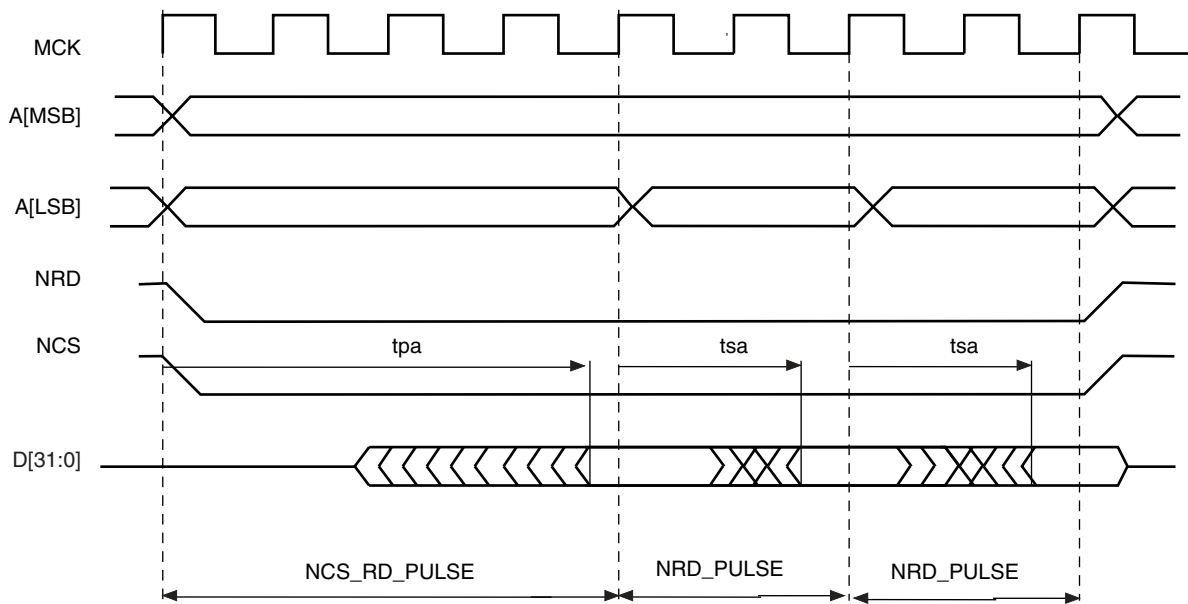 MCK
A[MSB]
A[LSB]
NRD
NCS
tpa
tsa
tsa
D[31:0]
NCS_RD_PULSE
NRD_PULSE
NRD_PULSE